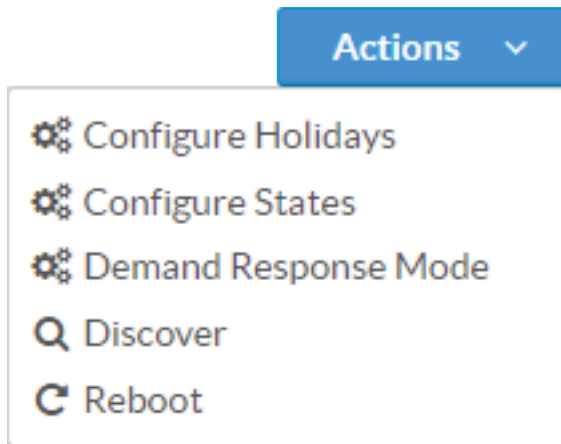 Actions
Configure Holidays
Configure States
Demand Response Mode
Discover
Reboot